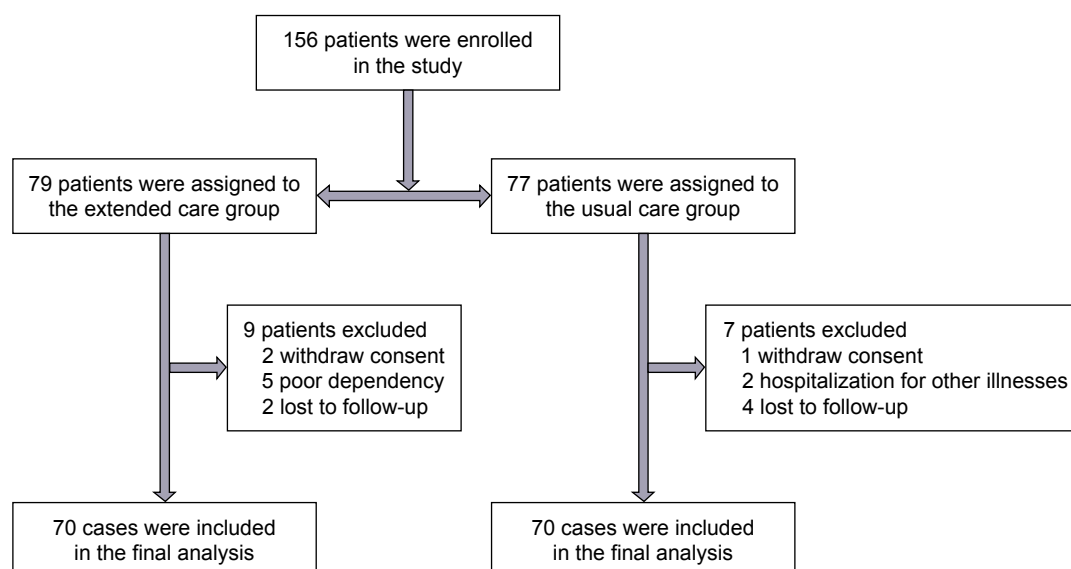 156 patients were enrolled
in the study
79 patients were assigned to
the extended care group
77 patients were assigned to
the usual care group
9 patients excluded
2 withdraw consent
5 poor dependency
2 lost to follow-up
7 patients excluded
1 withdraw consent
2 hospitalization for other illnesses
4 lost to follow-up
70 cases were included
in the final analysis
70 cases were included
in the final analysis